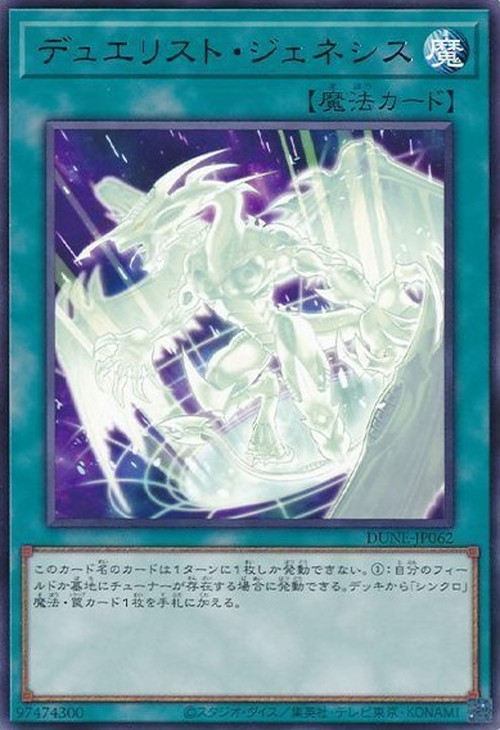 デュエリスト・ジェネシス 魔
【魔法カード】
DUNE-JP062
このカード名のカードは1ターンに1枚しか発動できない。①:自分のフィ
ールドか墓地にチューナーが存在する場合に発動できる。デッキから「シンクロ」
魔法・罠カード1枚を手札に加える。
97474300 ©スタジオ・ダイス/集英社・テレビ東京・KONAMI